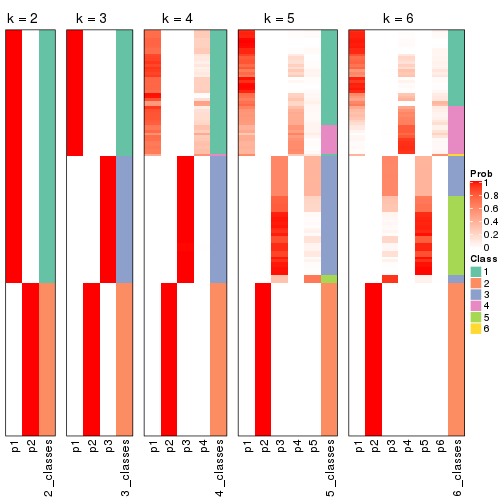 k = 2
k = 3
k = 4
k = 5
k = 6
Prob
1
0.8
0.6
0.4
0.2
0
Class
1
2
3
4
5
6
p1
p2
2_classes
p1
p2
p3
3_classes
p1
p2
p3
p4
4_classes
p1
p2
p3
p4
p5
5_classes
p1
p2
p3
p4
p5
p6
6_classes